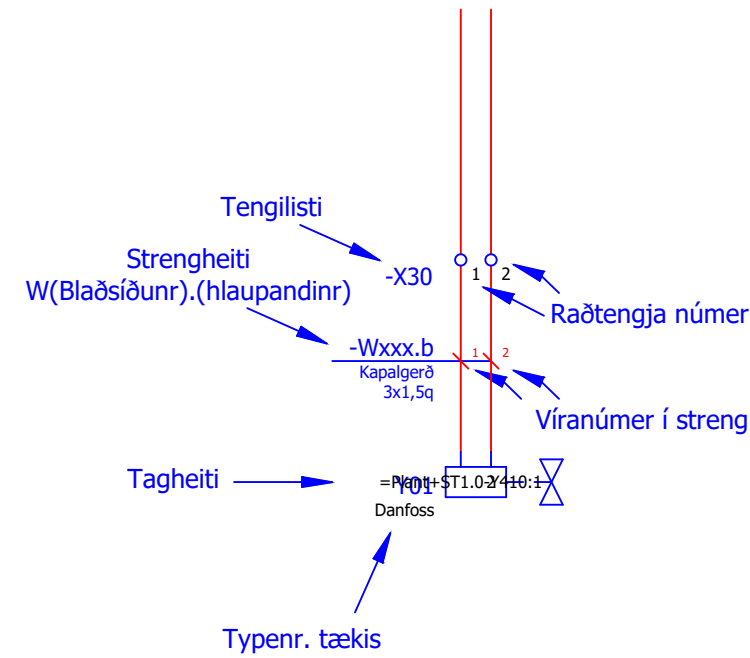 Tengilisti
Strengheiti
W(Blaðsíðunr).(hlaupandinr)
-X30
1
2
Raðtengja númer
-Wxxx.b
1
2
Kapalgerð
3x1,5q
Víranúmer í streng
Tagheiti
Y01
Danfoss
Typenr. tækis